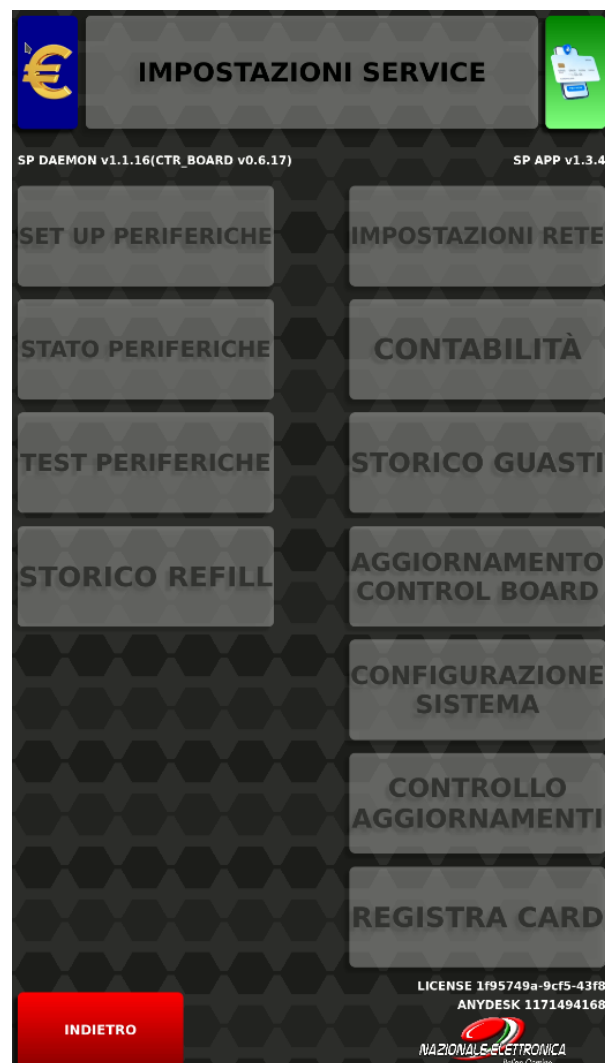 €
IMPOSTAZIONI SERVICE
SP DAEMON v1.1.16(CTR_BOARD v0.6.17)
SP APP v1.3.4
SET UP PERIFERICHE
IMPOSTAZIONI RETE
STATO PERIFERICHE
CONTABILITÀ
TEST PERIFERICHE
STORICO GUASTI
STORICO REFILL
AGGIORNAMENTO
CONTROL BOARD
CONFIGURAZIONE
SISTEMA
CONTROLLO
AGGIORNAMENTI
REGISTRA CARD
LICENSE 1f95749a-9cf5-43f8
ANYDESK 1171494168
INDIETRO
NAZIONALE ELETTRONICA